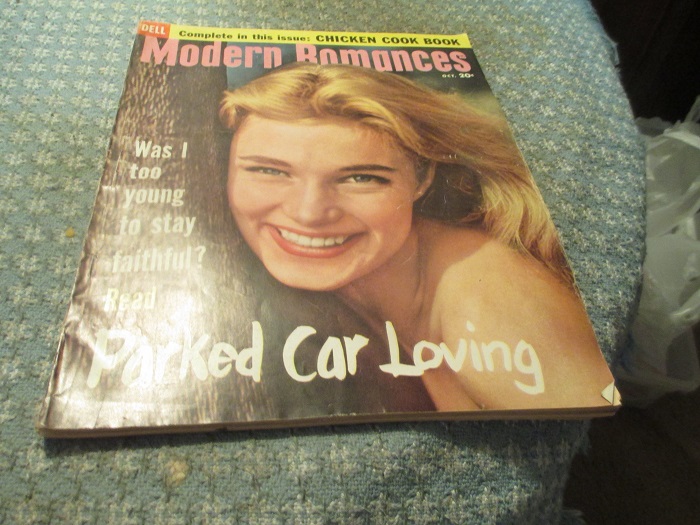 DELL
Complete in this issue: CHICKEN COOK BOOK
Modern Romances
OCT. 20¢
Was I
too
young
to stay
faithful?
Read
Parked Car Loving